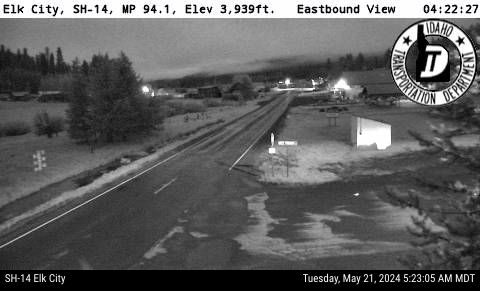 Elk City, SH-14, MP 94.1, Elev 3,939ft. Eastbound View 04:22:27
IDAHO
TRANSPORTATION DEPARTMENT
SH-14 Elk City Tuesday, May 21, 2024 5:23:05 AM MDT